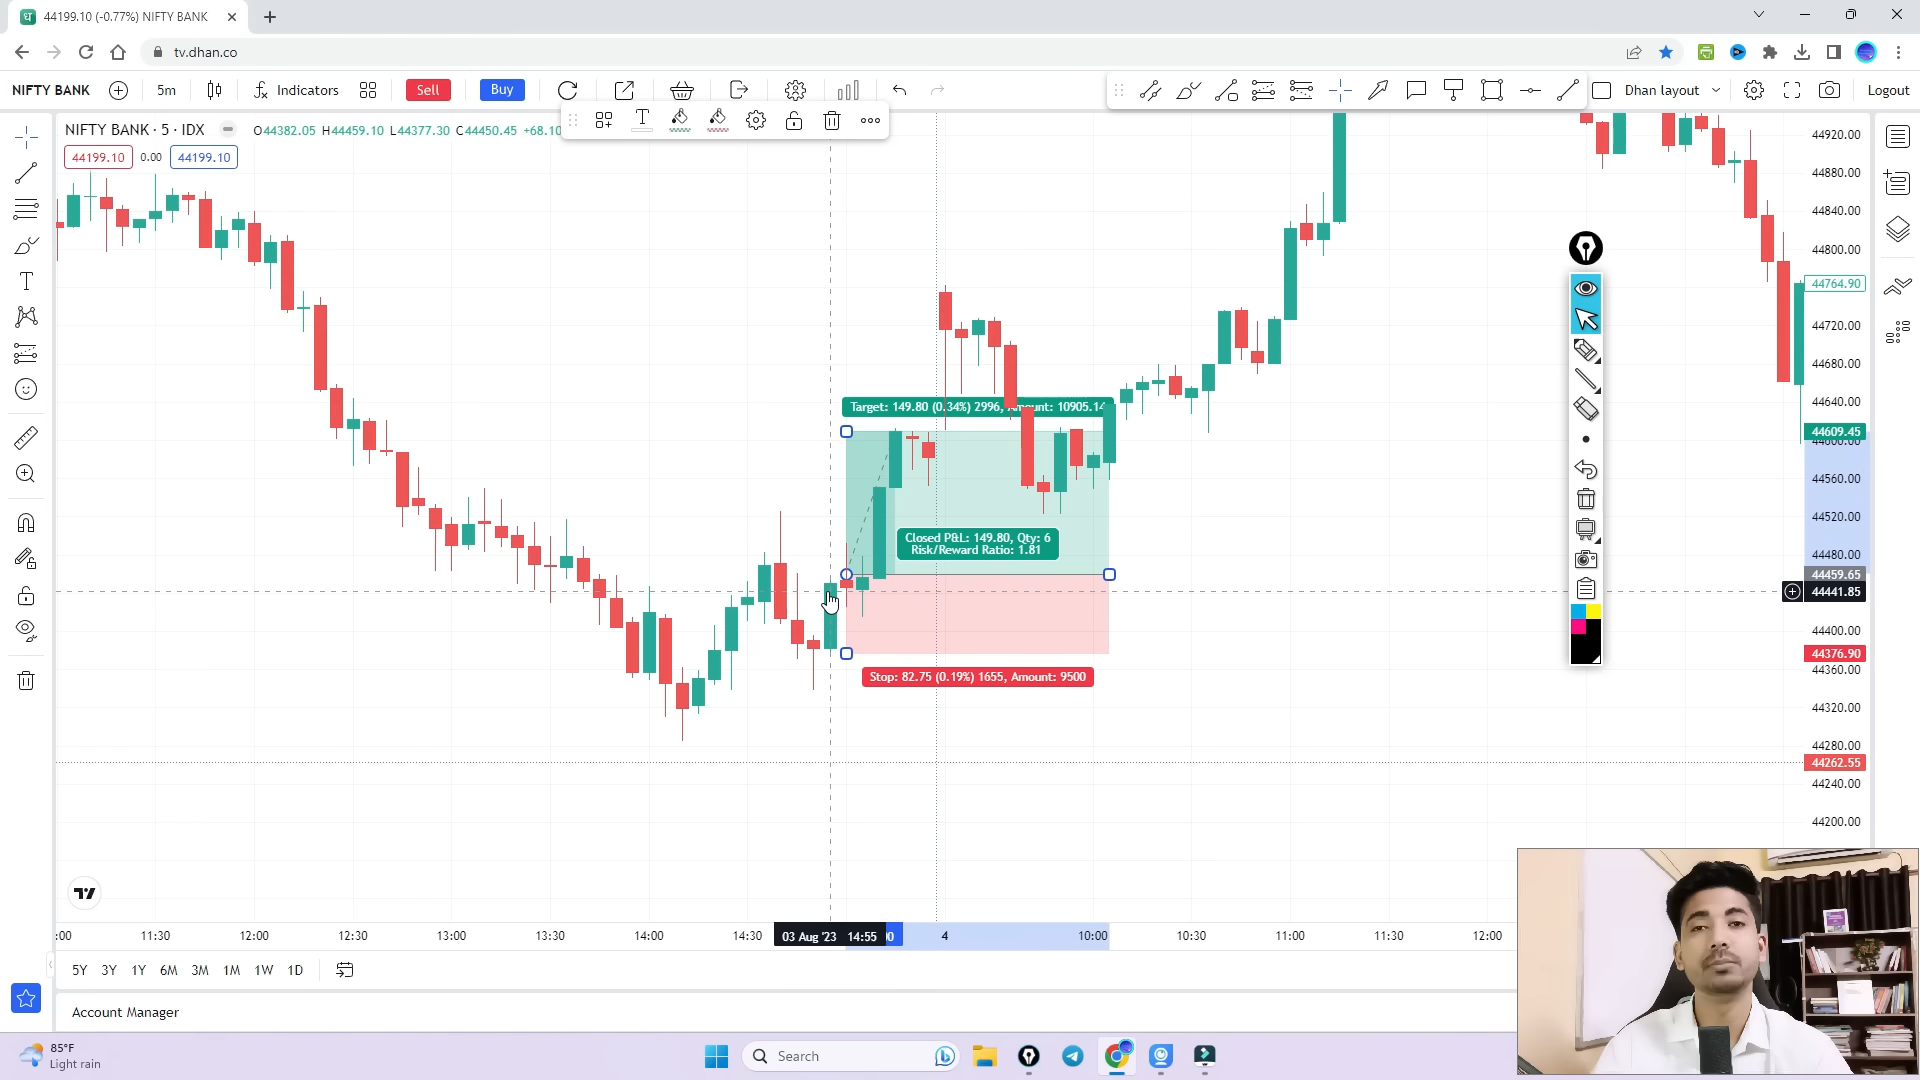 44199.10 (-0.77%) NIFTY BANK
tv.dhan.co
NIFTY BANK 5m Indicators Sell Buy Dhan layout Logout
NIFTY BANK · 5 · IDX O44382.05 H44459.10 L44377.30 C44450.45 +68.10
44199.10 0.00 44199.10
44920.00
44880.00
44840.00
44800.00
44764.90
44720.00
44680.00
44640.00
44609.45
44600.00
44560.00
44520.00
44480.00
44459.65
44441.85
44400.00
44376.90
44360.00
44320.00
44280.00
44262.55
44240.00
44200.00
Target: 149.80 (0.34%) 2996, Amount: 10905.14
Closed P&L: 149.80, Qty: 6
Risk/Reward Ratio: 1.81
Stop: 82.75 (0.19%) 1655, Amount: 9500
:00 11:30 12:00 12:30 13:00 13:30 14:00 14:30 03 Aug '23 14:55 00 4 10:00 10:30 11:00 11:30 12:00
5Y 3Y 1Y 6M 3M 1M 1W 1D
Account Manager
85°F
Light rain
Search